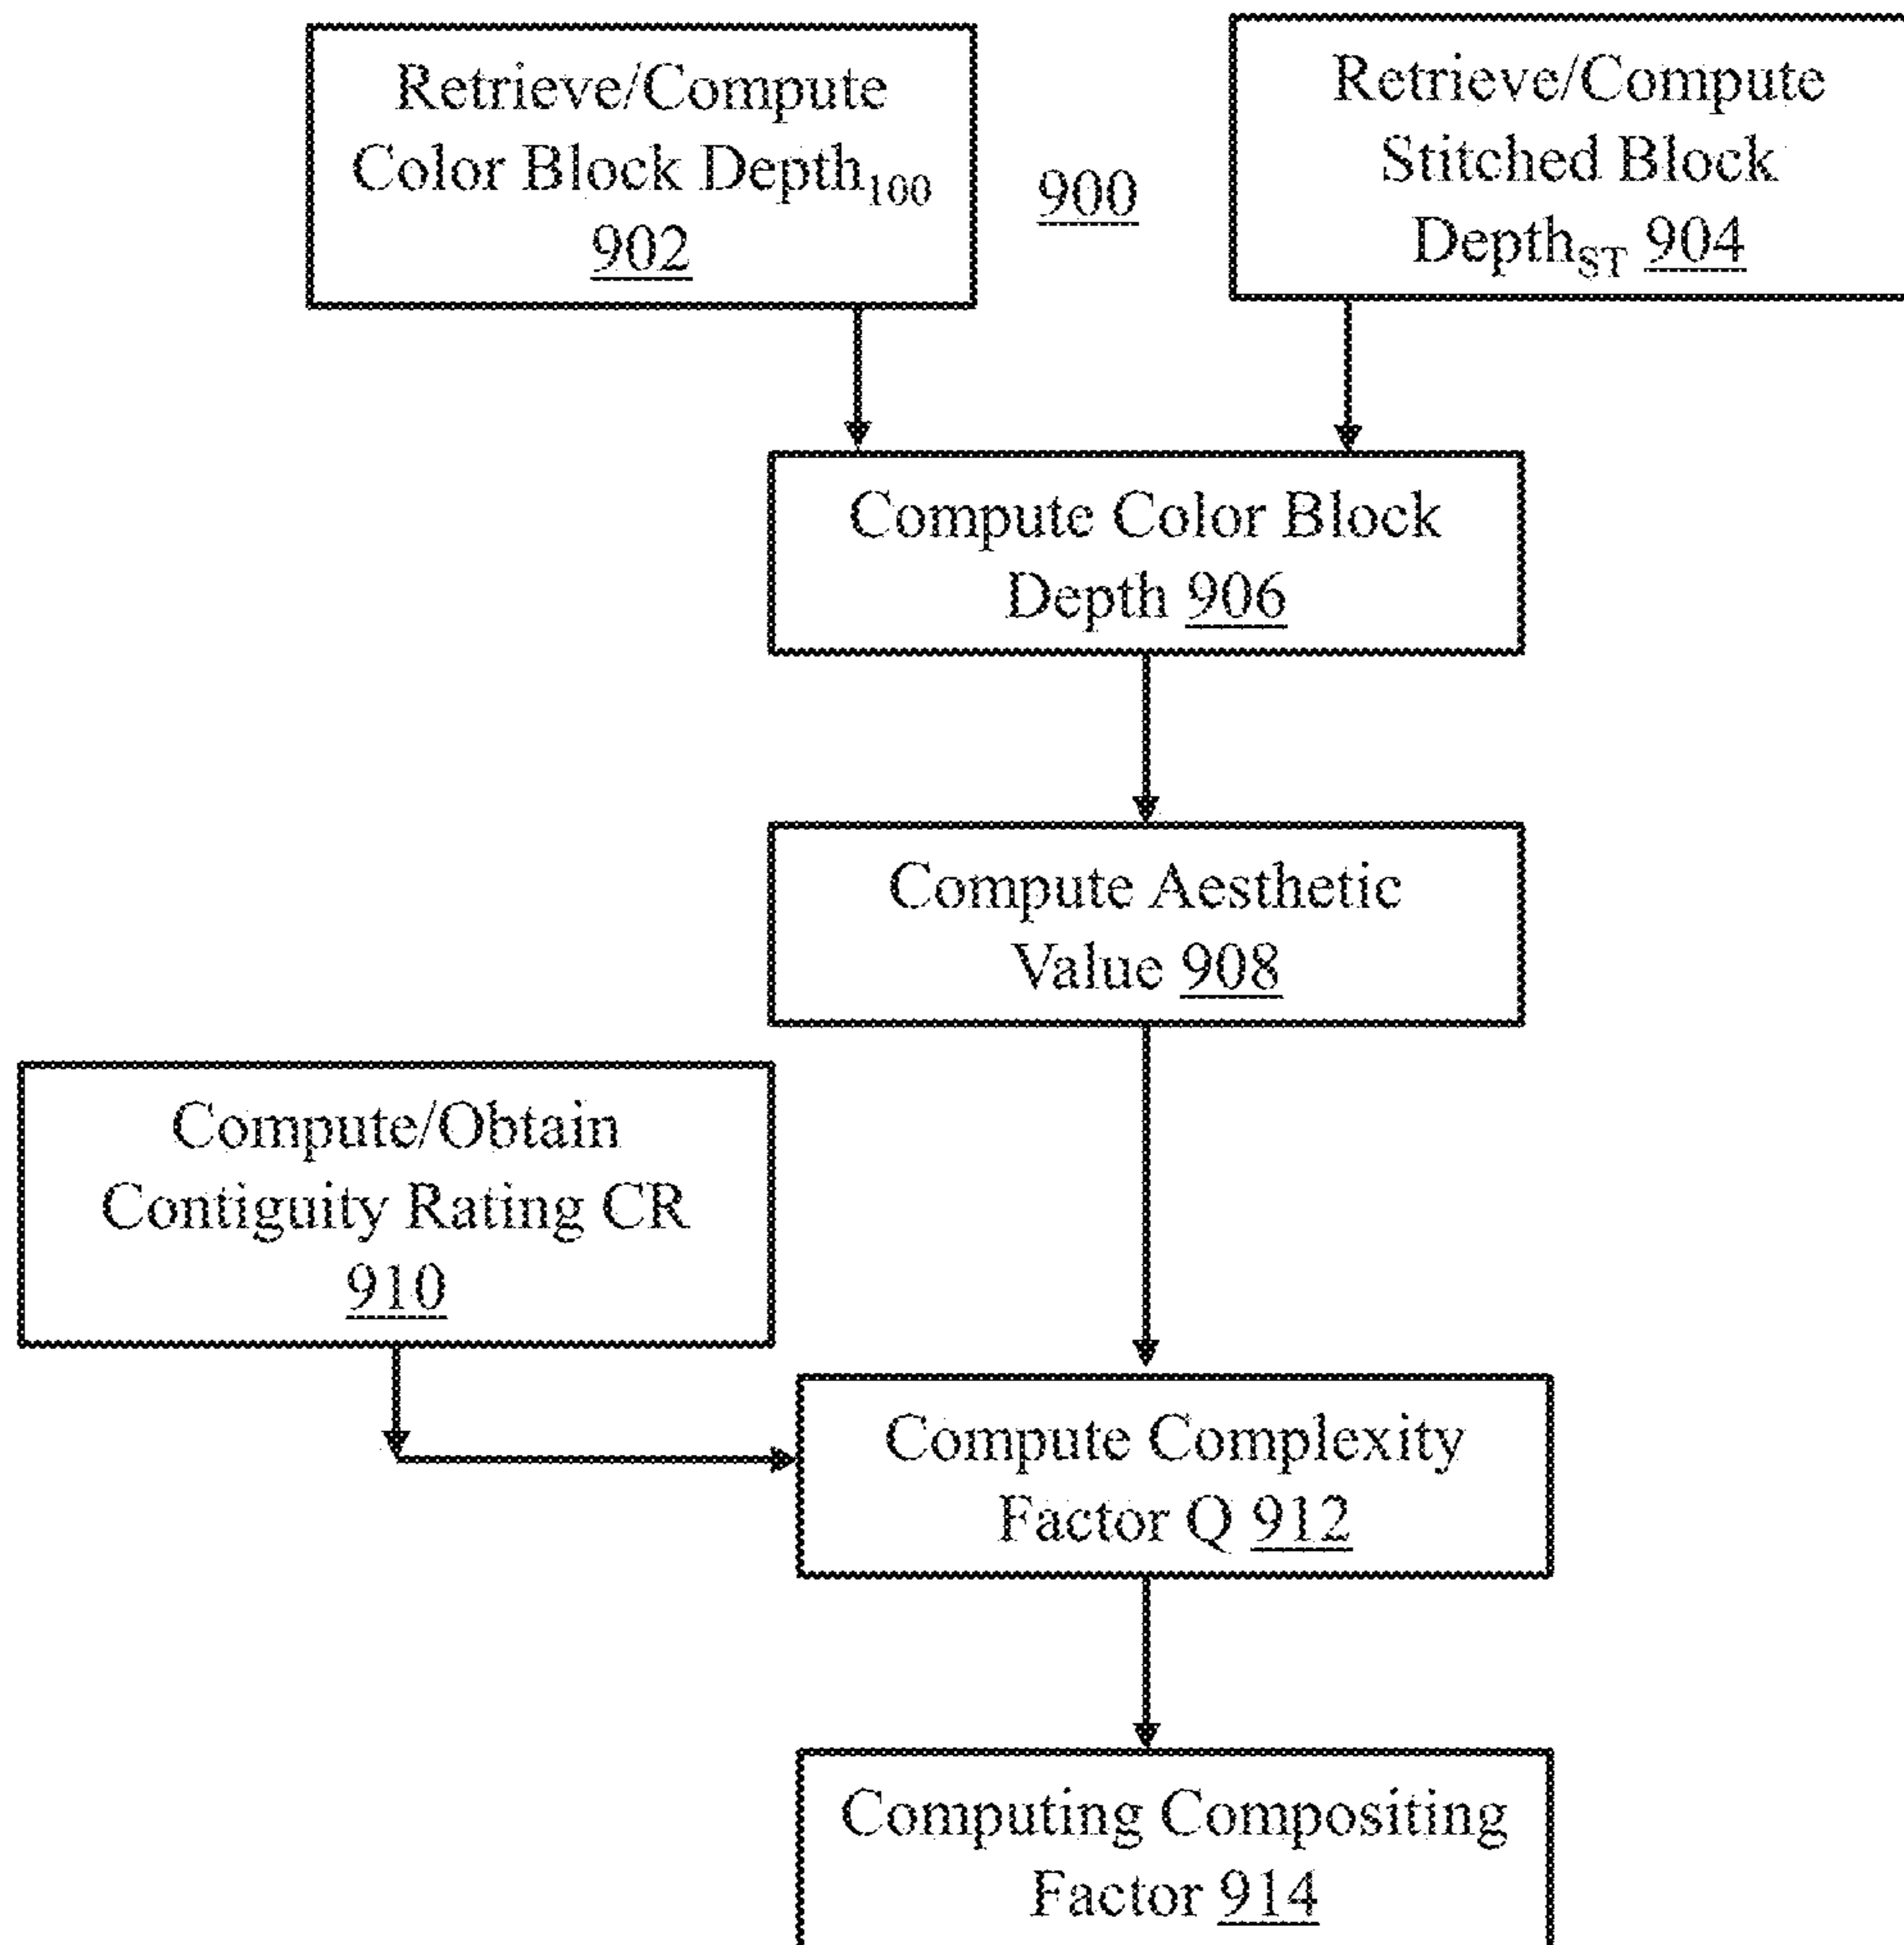 Retrieve/Compute
Color Block Depth₁₀₀
902
900
Retrieve/Compute
Stitched Block
Depth_ST 904
Compute Color Block
Depth 906
Compute Aesthetic
Value 908
Compute/Obtain
Contiguity Rating CR
910
Compute Complexity
Factor Q 912
Computing Compositing
Factor 914